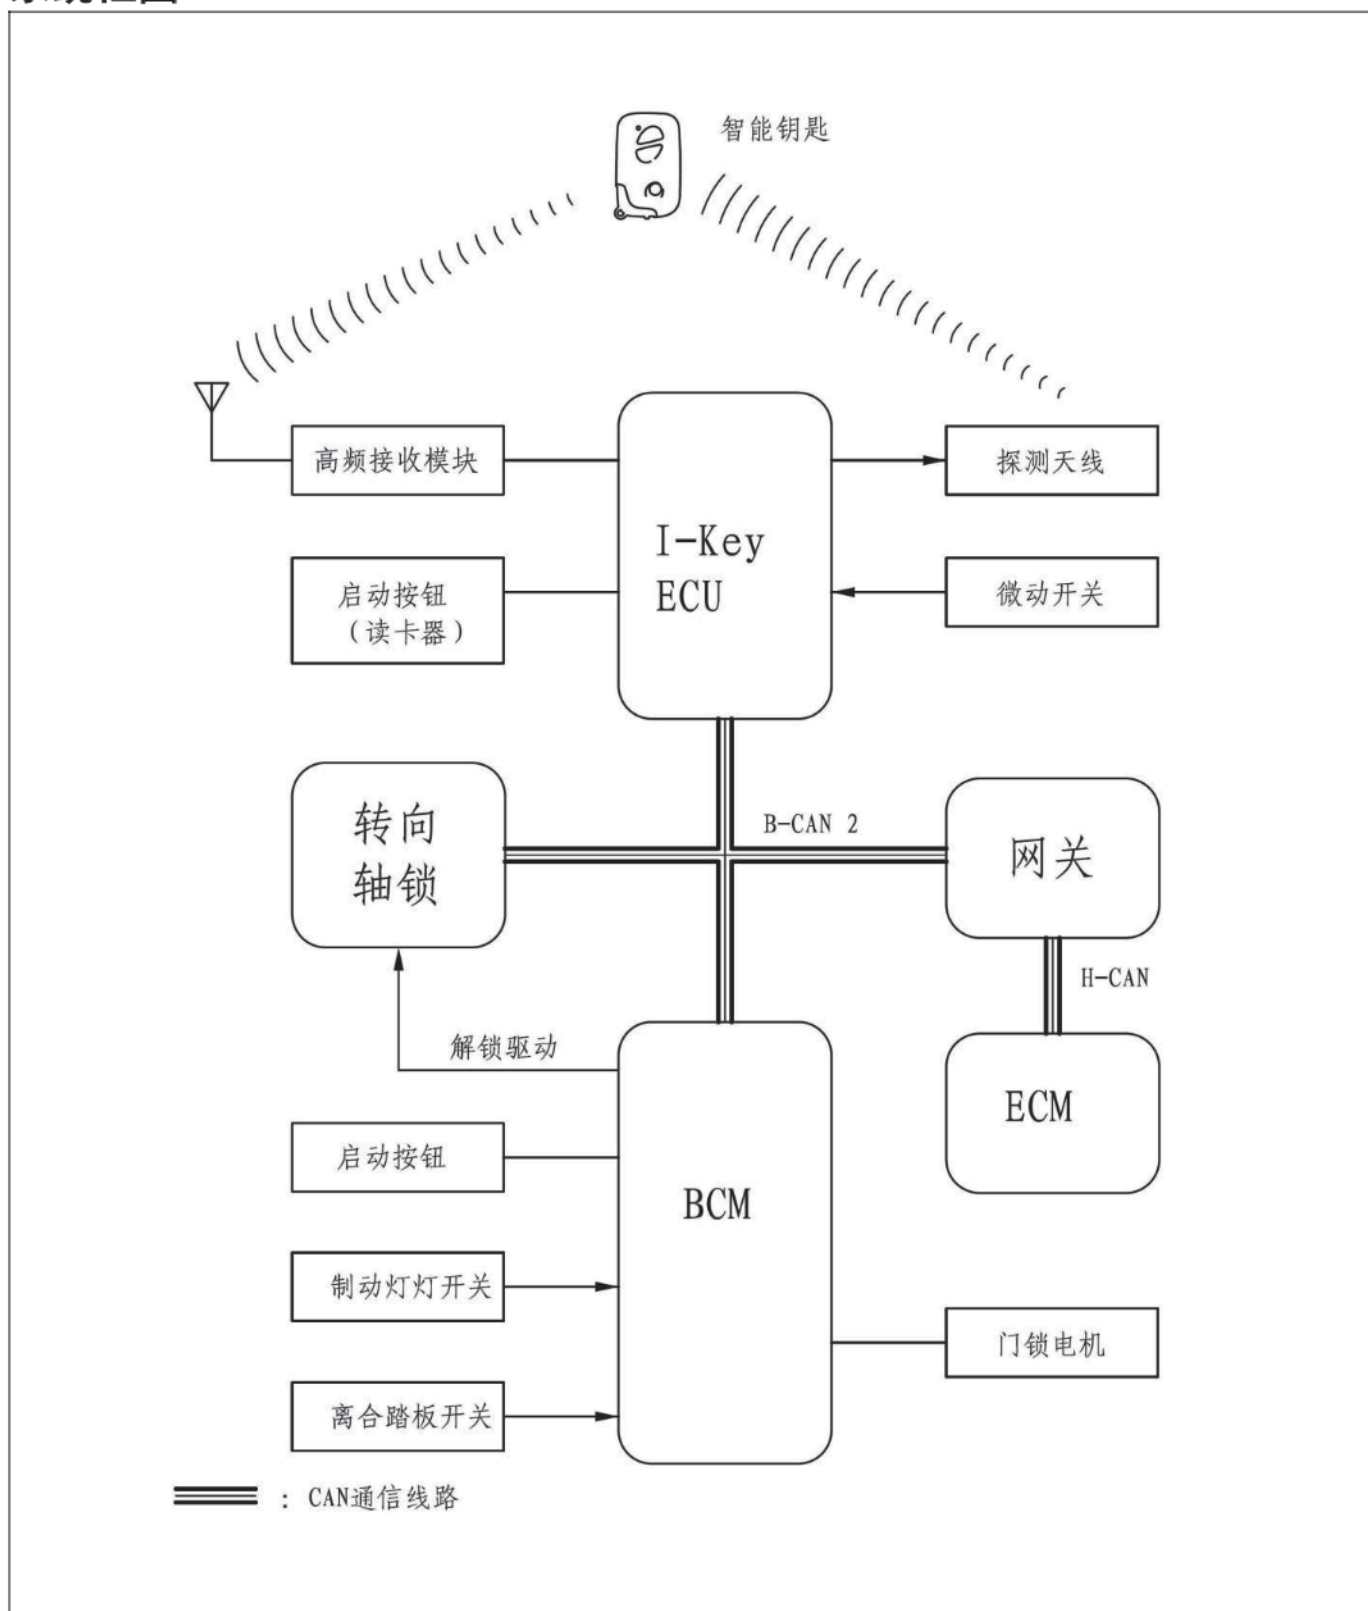 智能钥匙
高频接收模块
探测天线
I-Key
ECU
启动按钮
（读卡器）
微动开关
转向
轴锁
B-CAN 2
网关
H-CAN
解锁驱动
ECM
启动按钮
BCM
制动灯灯开关
门锁电机
离合踏板开关
：CAN通信线路